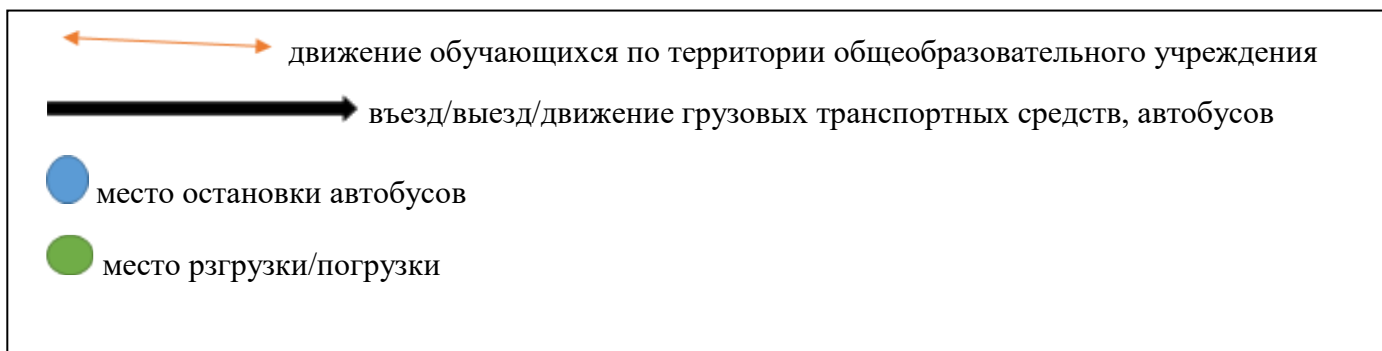 движение обучающихся по территории общеобразовательного учреждения
въезд/выезд/движение грузовых транспортных средств, автобусов
место остановки автобусов
место рзгрузки/погрузки